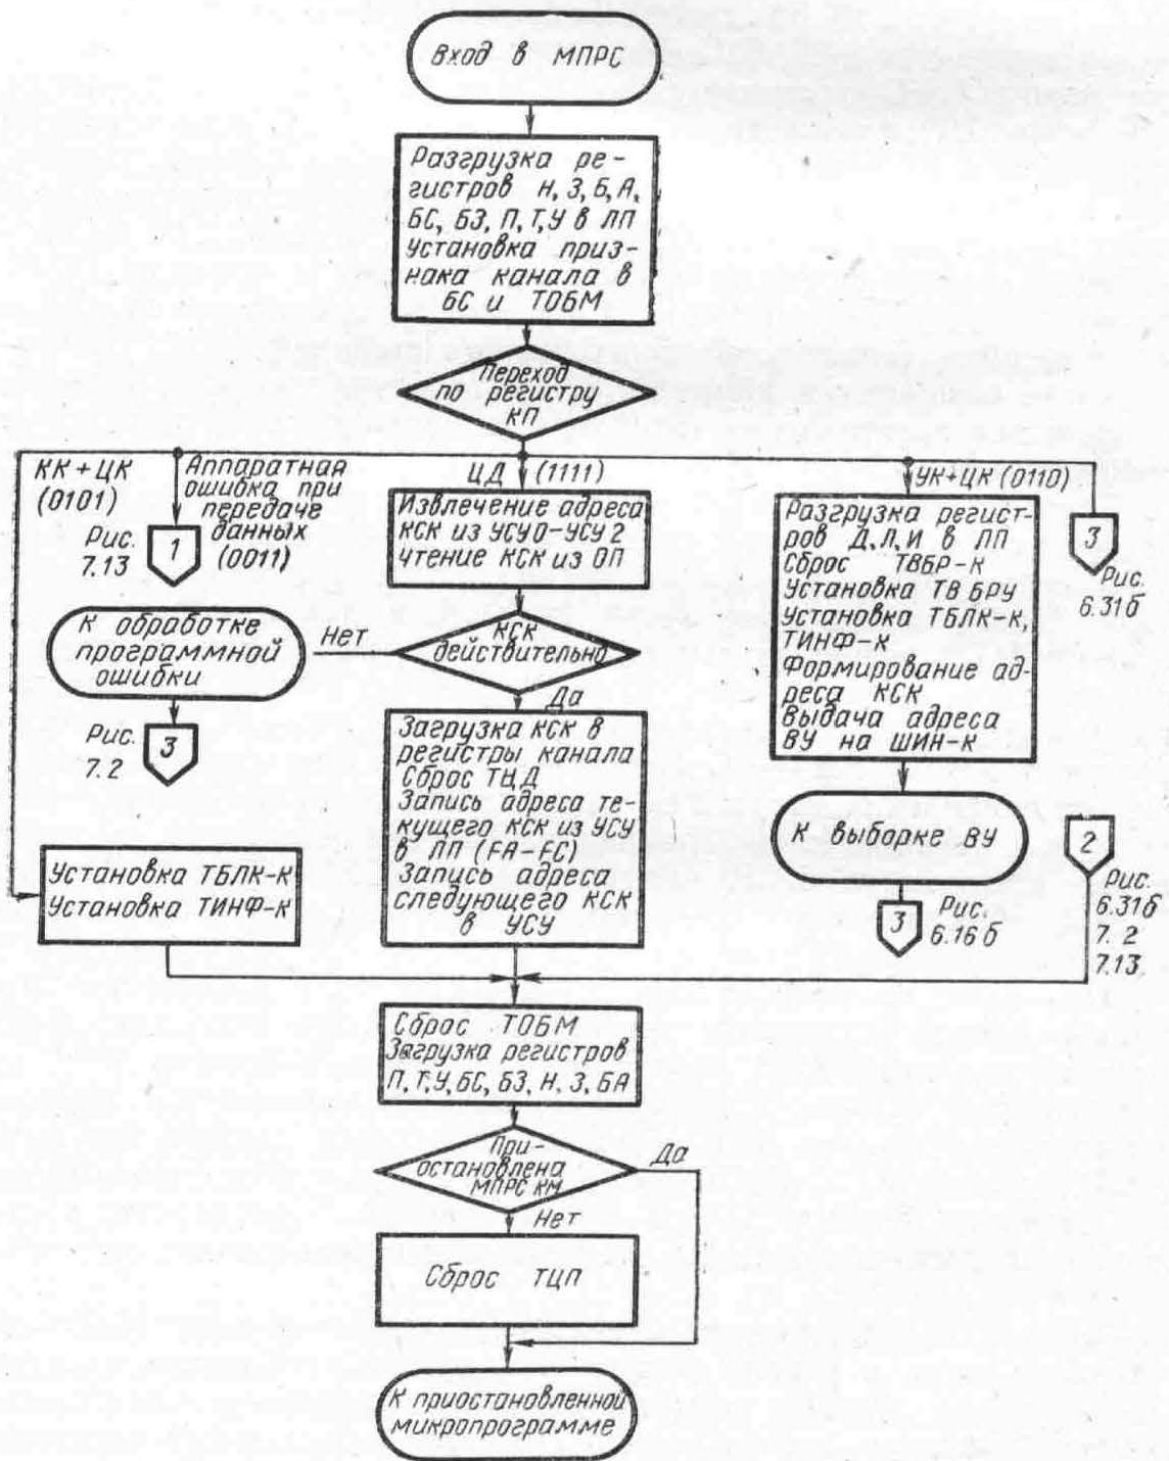 Вход в МПРС
Разгрузка ре-
гистров Н, З, Б, А,
БС, БЗ, П, Т, У в ЛП
Установка приз-
нака канала в
БС и ТОБМ
Переход
по регистру
КП
КК + ЦК
(0101)
Аппаратная
ошибка при
передаче
данных
(0011)
Рис.
7.13
1
ЦД (1111)
Извлечение адреса
КСК из УСУ0-УСУ2
чтение КСК из ОП
УК+ЦК (0110)
Разгрузка регист-
ров Д, Л, И в ЛП
Сброс ТВБР-К
Установка ТВБРУ
Установка ТБЛК-К,
ТИНФ-К
Формирование ад-
реса КСК
Выдача адреса
ВУ на ШИН-К
3
Рис.
6.31б
К обработке
программной
ошибки
Нет
КСК
действительно
Да
Рис.
7.2
3
Загрузка КСК в
регистры канала
Сброс ТЦД
Запись адреса те-
кущего КСК из УСУ
в ЛП (FA-FC)
Запись адреса
следующего КСК
в УСУ
К выборке ВУ
3
Рис.
6.16 б
2
Рис.
6.31б
7. 2
7.13.
Установка ТБЛК-К
Установка ТИНФ-К
Сброс ТОБМ
Загрузка регистров
П, Т, У, БС, БЗ, Н, З, БА
При-
остановлена
МПРС КМ
Да
Нет
Сброс ТЦП
К приостановленной
микропрограмме